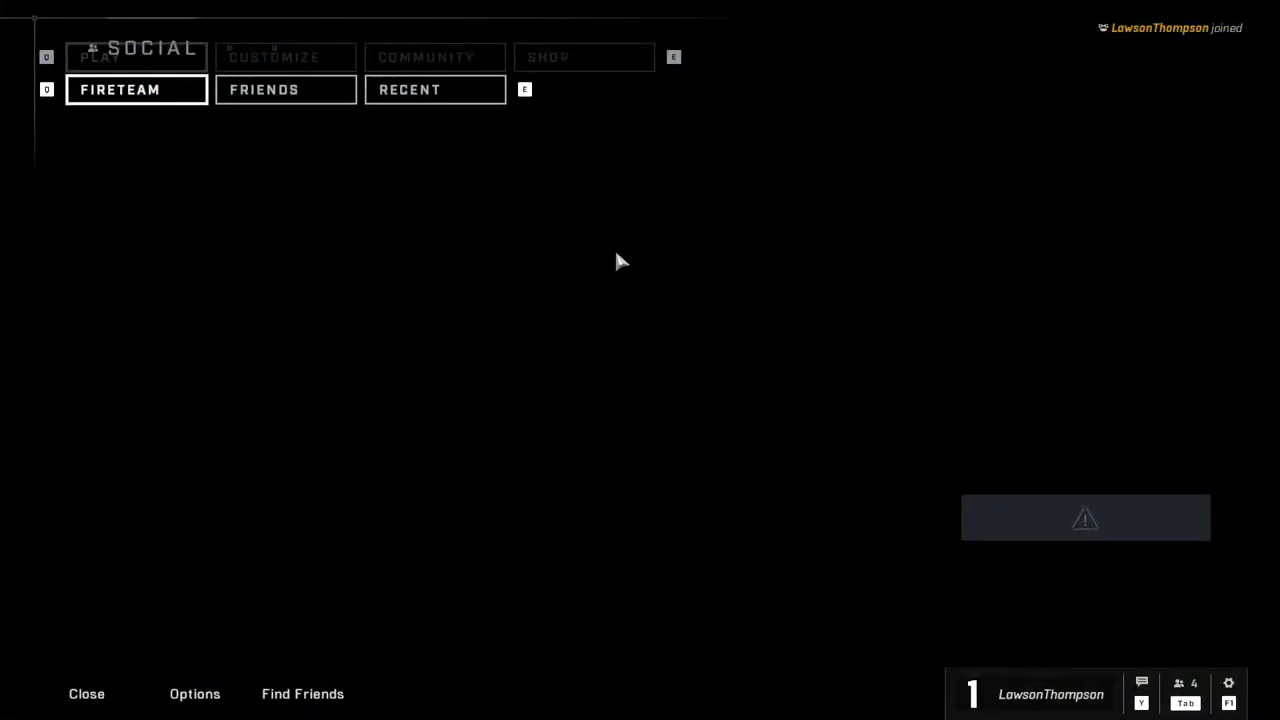 LawsonThompson joined
SOCIAL
Q PLAY CUSTOMIZE COMMUNITY SHOP E
Q FIRETEAM FRIENDS RECENT E
Close Options Find Friends
1 LawsonThompson Y 4 Tab F1